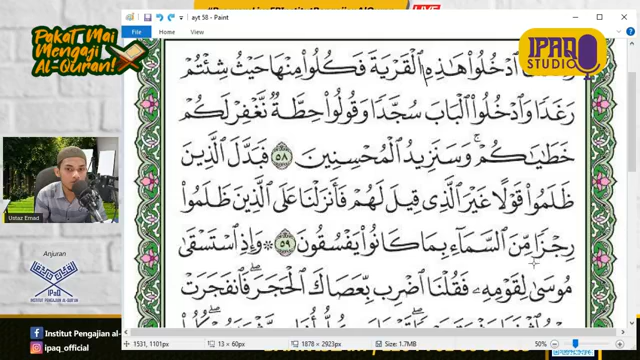 LIVE
ayt 58 - Paint
File Home View
Pakat Mai
Mengaji
Al-Quran!
IPAQ
STUDIO
ٱدْخُلُوا۟ هَـٰذِهِ ٱلْقَرْيَةَ فَكُلُوا۟ مِنْهَا حَيْثُ شِئْتُمْ
رَغَدًا وَٱدْخُلُوا۟ ٱلْبَابَ سُجَّدًا وَقُولُوا۟ حِطَّةٌ نَّغْفِرْ لَكُمْ
خَطَـٰيَـٰكُمْ ۚ وَسَنَزِيدُ ٱلْمُحْسِنِينَ ٥٨ فَبَدَّلَ ٱلَّذِينَ
ظَلَمُوا۟ قَوْلًا غَيْرَ ٱلَّذِى قِيلَ لَهُمْ فَأَنزَلْنَا عَلَى ٱلَّذِينَ ظَلَمُوا۟
رِجْزًا مِّنَ ٱلسَّمَآءِ بِمَا كَانُوا۟ يَفْسُقُونَ ٥٩ ۞ وَإِذِ ٱسْتَسْقَىٰ
مُوسَىٰ لِقَوْمِهِۦ فَقُلْنَا ٱضْرِب بِّعَصَاكَ ٱلْحَجَرَ ۖ فَٱنفَجَرَتْ
Ustaz Emad
Anjuran
1531, 1101px 13 × 60px 1878 × 2923px Size: 1.7MB 50%
Institut Pengajian al-
ipaq_official